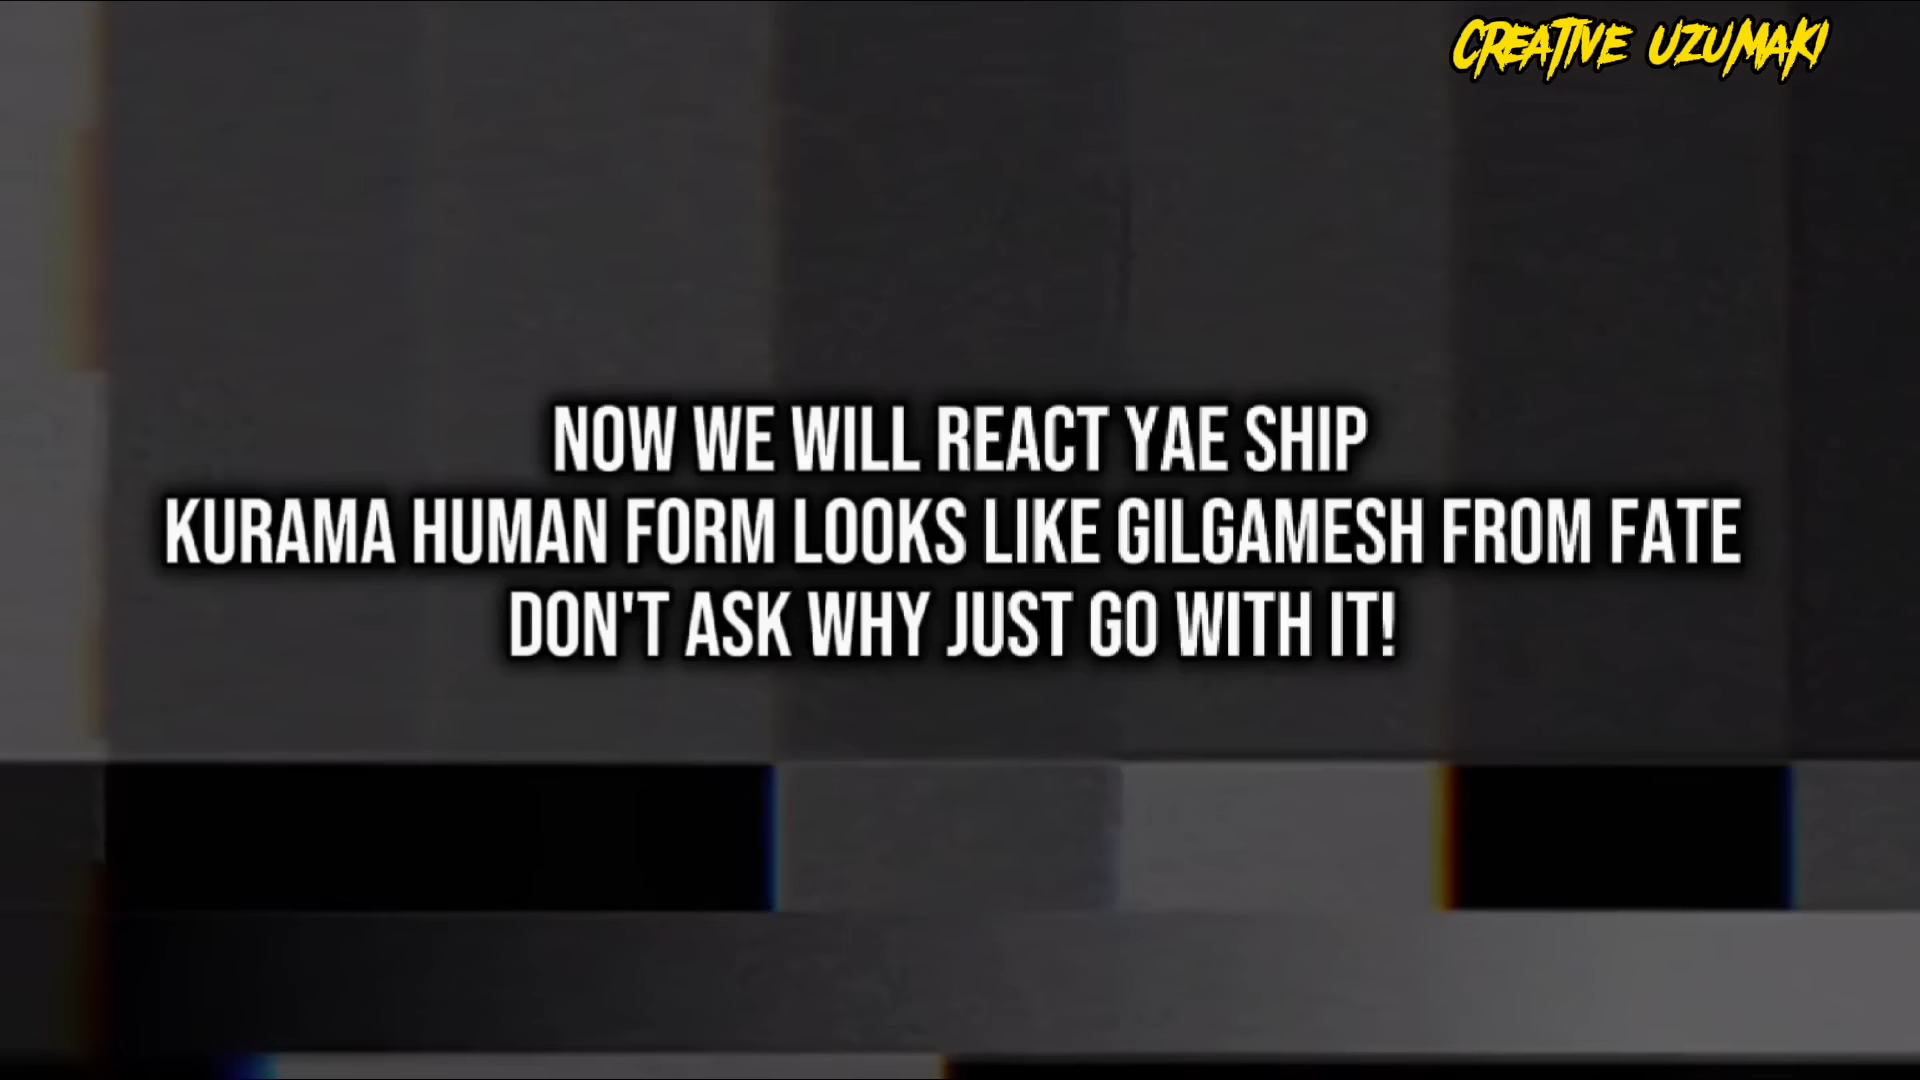 CREATIVE UZUMAKI
NOW WE WILL REACT YAE SHIP
KURAMA HUMAN FORM LOOKS LIKE GILGAMESH FROM FATE
DON'T ASK WHY JUST GO WITH IT!